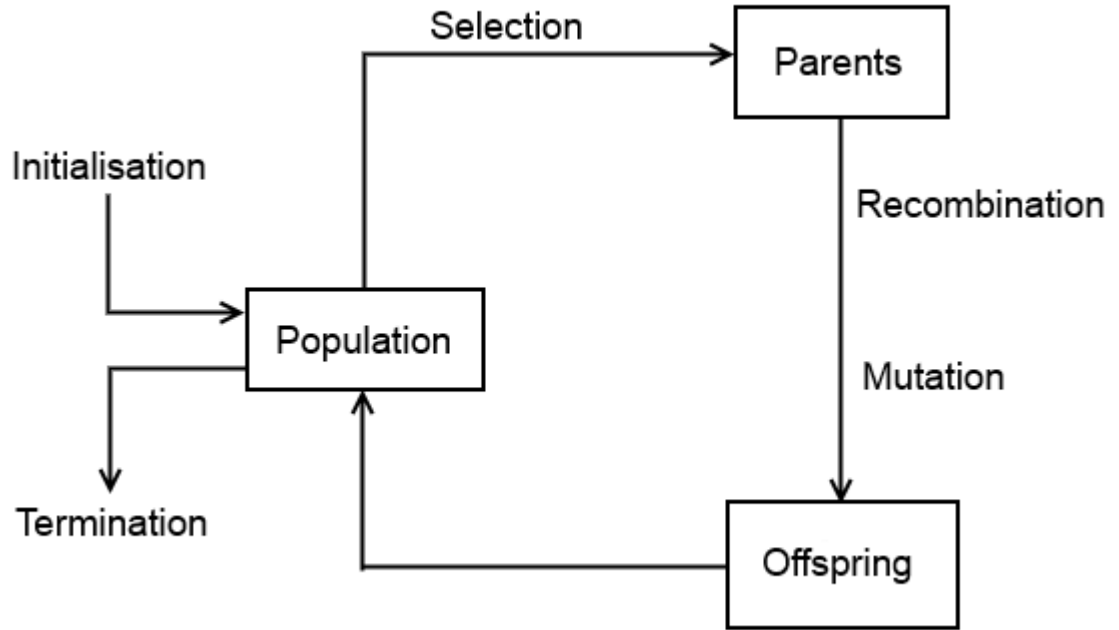 Selection
Parents
Initialisation
Recombination
Population
Mutation
Termination
Offspring